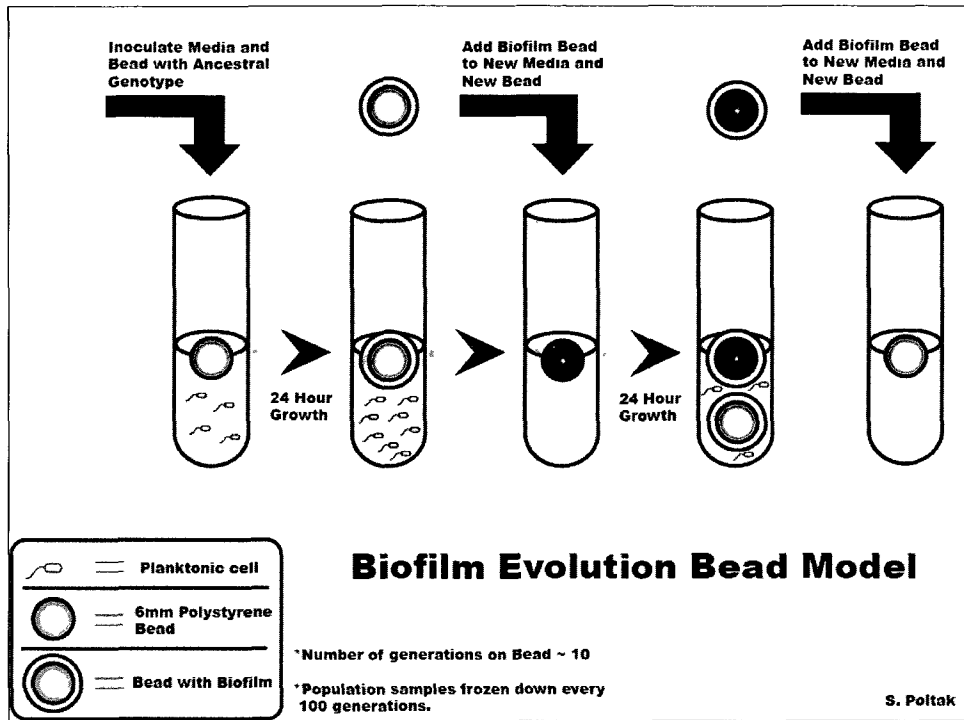 Inoculate Media and
Bead with Ancestral
Genotype
Add Biofilm Bead
to New Media and
New Bead
Add Biofilm Bead
to New Media and
New Bead
24 Hour
Growth
24 Hour
Growth
Biofilm Evolution Bead Model
Planktonic cell
6mm Polystyrene
Bead
Bead with Biofilm
*Number of generations on Bead ~ 10
*Population samples frozen down every
100 generations.
S. Poltak